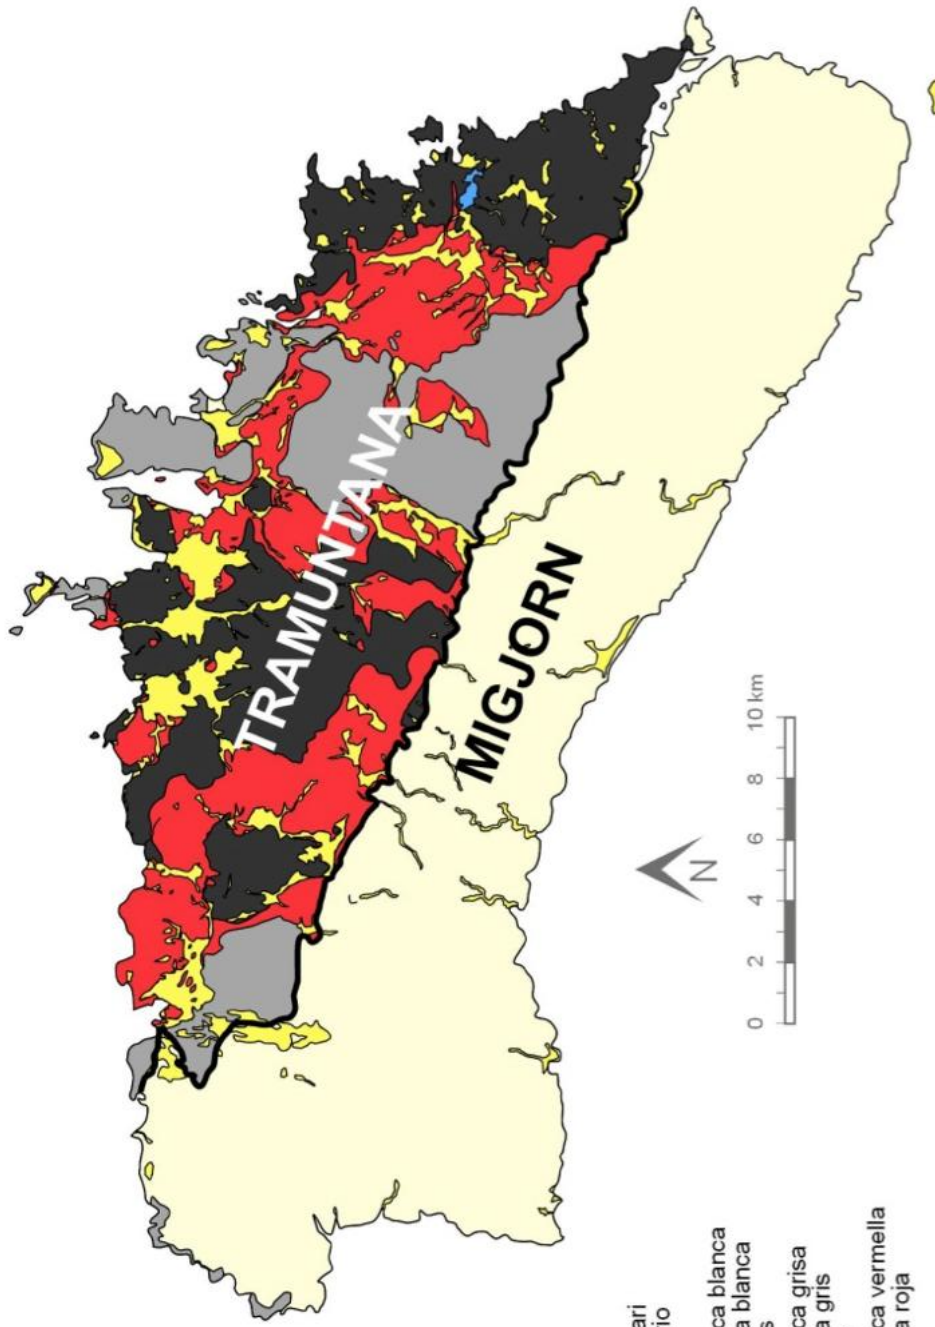 TRAMUNTANA
MIGJORN
N
0 2 4 6 8 10 km
ari
io
ca blanca
a blanca
s
ca grisa
a gris
ca vermella
a roja